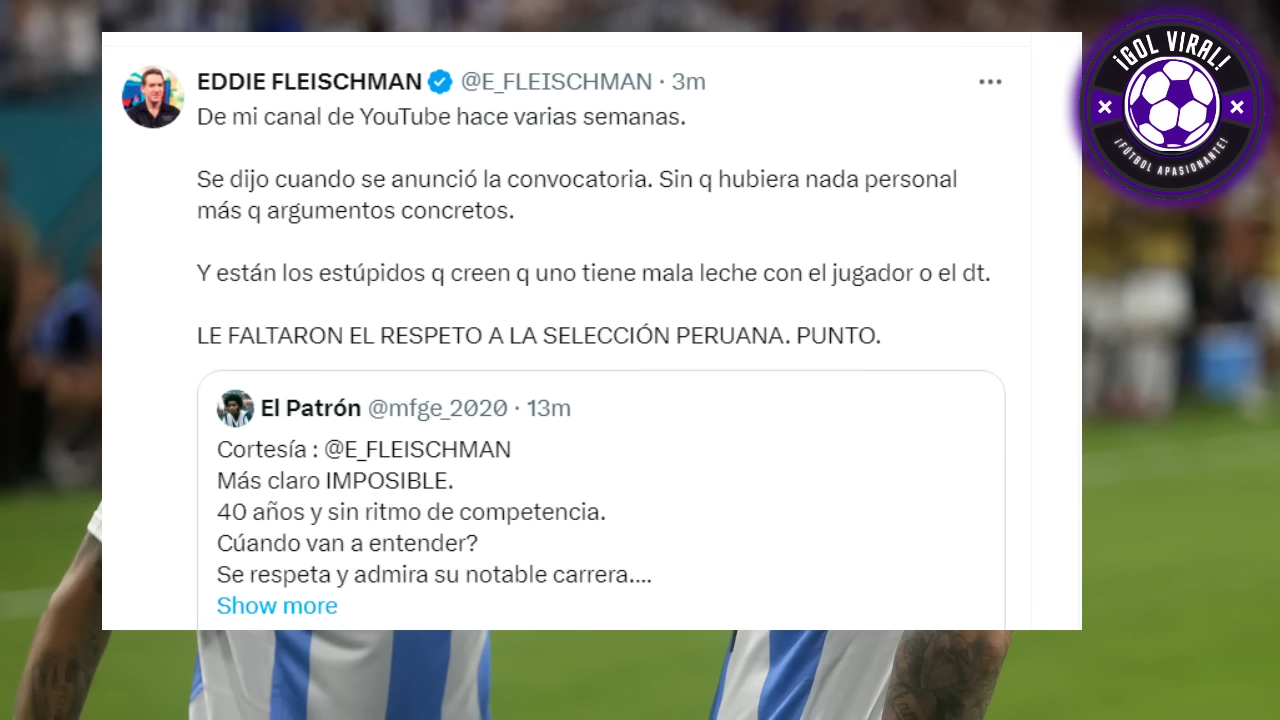 EDDIE FLEISCHMAN @E_FLEISCHMAN · 3m
De mi canal de YouTube hace varias semanas.
Se dijo cuando se anunció la convocatoria. Sin q hubiera nada personal
más q argumentos concretos.
Y están los estúpidos q creen q uno tiene mala leche con el jugador o el dt.
LE FALTARON EL RESPETO A LA SELECCIÓN PERUANA. PUNTO.
El Patrón @mfge_2020 · 13m
Cortesía : @E_FLEISCHMAN
Más claro IMPOSIBLE.
40 años y sin ritmo de competencia.
Cúando van a entender?
Se respeta y admira su notable carrera....
Show more
¡GOL VIRAL!
¡FÚTBOL APASIONANTE!